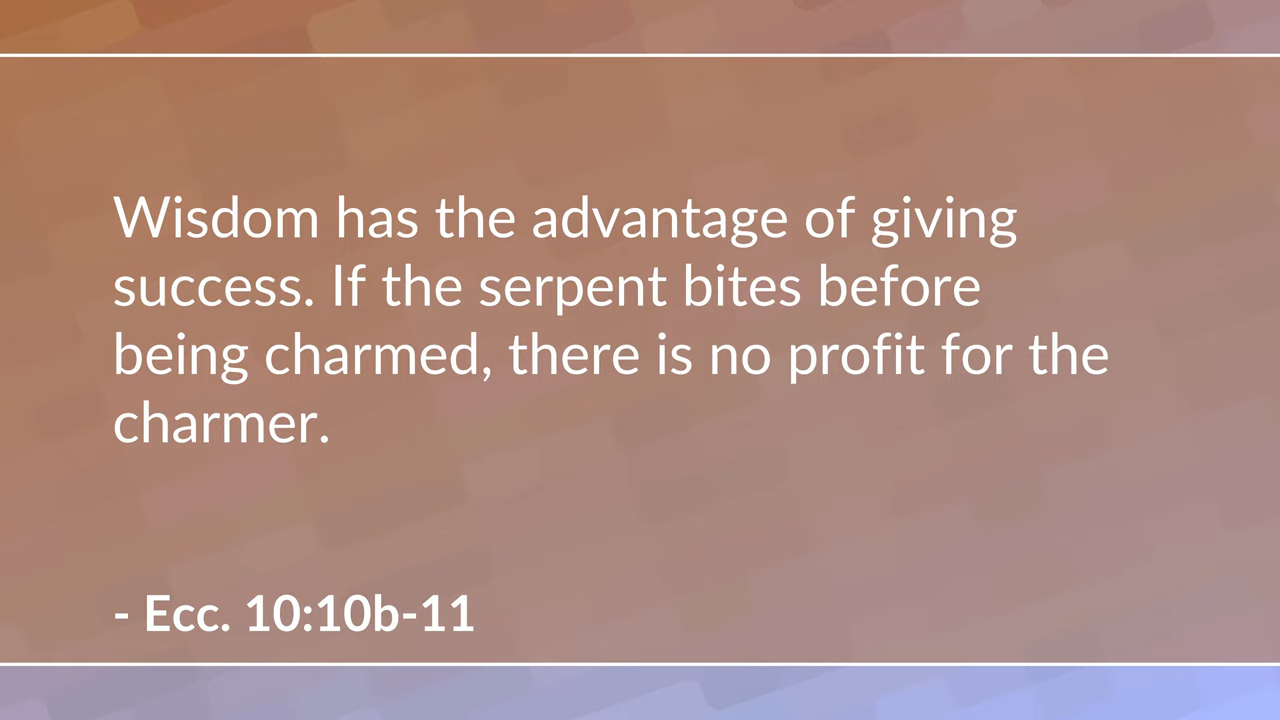 Wisdom has the advantage of giving
success. If the serpent bites before
being charmed, there is no profit for the
charmer.
- Ecc. 10:10b-11